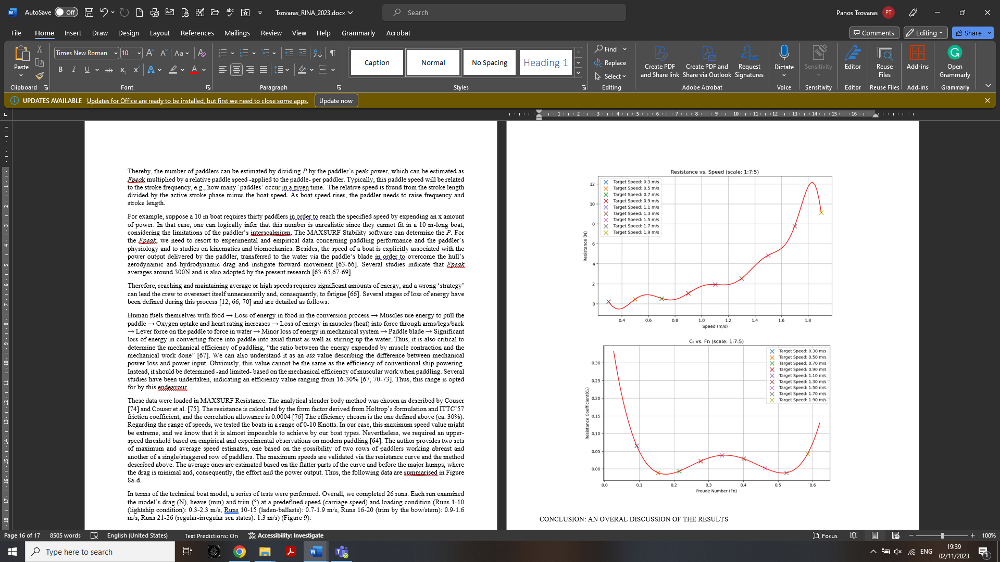 AutoSave Off Tzovaras_RINA_2023.docx Search Panos Tzovaras PT
File Home Insert Draw Design Layout References Mailings Review View Help Grammarly Acrobat Comments Editing Share
Paste
Clipboard
Times New Roman 10
Font
Paragraph
Caption
Normal
No Spacing
Heading 1
Styles
Find
Replace
Select
Editing
Create PDF
and Share link
Create PDF and
Share via Outlook
Request
Signatures
Adobe Acrobat
Dictate
Voice
Sensitivity
Sensitivity
Editor
Editor
Reuse
Files
Reuse Files
Add-ins
Add-ins
Open
Grammarly
Grammarly
UPDATES AVAILABLE Updates for Office are ready to be installed, but first we need to close some apps. Update now
1 2 3 4 5 6 7 8 9 10 11 12 13 14 15 16
Thereby, the number of paddlers can be estimated by dividing P by the paddler's peak power, which can be estimated as
Fpeak multiplied by a relative paddle speed -applied to the paddle- per paddler. Typically, this paddle speed will be related
to the stroke frequency, e.g., how many 'paddles' occur in a given time. The relative speed is found from the stroke length
divided by the active stroke phase minus the boat speed. As boat speed rises, the paddler needs to raise frequency and
stroke length.
For example, suppose a 10 m boat requires thirty paddlers in order to reach the specified speed by expending an x amount
of power. In that case, one can logically infer that this number is unrealistic since they cannot fit in a 10 m-long boat,
considering the limitations of the paddler's interscalmium. The MAXSURF Stability software can determine the P. For
the Fpeak, we need to resort to experimental and empirical data concerning paddling performance and the paddler's
physiology and to studies on kinematics and biomechanics. Besides, the speed of a boat is explicitly associated with the
power output delivered by the paddler, transferred to the water via the paddle's blade in order to overcome the hull's
aerodynamic and hydrodynamic drag and instigate forward movement [63-66]. Several studies indicate that Fpeak
averages around 300N and is also adopted by the present research [63-65,67-69].
Therefore, reaching and maintaining average or high speeds requires significant amounts of energy, and a wrong 'strategy'
can lead the crew to overexert itself unnecessarily and, consequently, to fatigue [66]. Several stages of loss of energy have
been defined during this process [12, 66, 70] and are detailed as follows:
Human fuels themselves with food → Loss of energy in food in the conversion process → Muscles use energy to pull the
paddle → Oxygen uptake and heart rating increases → Loss of energy in muscles (heat) into force through arms/legs/back
→ Lever force on the paddle to force in water → Minor loss of energy in mechanical system → Paddle blade → Significant
loss of energy in converting force into paddle into axial thrust as well as stirring up the water. Thus, it is also critical to
determine the mechanical efficiency of paddling, "the ratio between the energy expended by muscle contraction and the
mechanical work done" [67]. We can also understand it as an eta value describing the difference between mechanical
power loss and power input. Obviously, this value cannot be the same as the efficiency of conventional ship powering.
Instead, it should be determined -and limited- based on the mechanical efficiency of muscular work when paddling. Several
studies have been undertaken, indicating an efficiency value ranging from 16-30% [67, 70-73]. Thus, this range is opted
for by this endeavour.
These data were loaded in MAXSURF Resistance. The analytical slender body method was chosen as described by Couser
[74] and Couser et al. [75]. The resistance is calculated by the form factor derived from Holtrop's formulation and ITTC'57
friction coefficient, and the correlation allowance is 0.0004 [76] The efficiency chosen is the one defined above (ca. 30%).
Regarding the range of speeds, we tested the boats in a range of 0-10 Knotts. In our case, this maximum speed value might
be extreme, and we know that it is almost impossible to achieve by our boat types. Nevertheless, we required an upper-
speed threshold based on empirical and experimental observations on modern paddling [64]. The author provides two sets
of maximum and average speed estimates, one based on the possibility of two rows of paddlers working abreast and
another of a single/staggered row of paddlers. The maximum speeds are validated via the resistance curve and the method
described above. The average ones are estimated based on the flatter parts of the curve and before the major humps, where
the drag is minimal and, consequently, the effort and the power output. Thus, the following data are summarised in Figure
8a-d.
In terms of the technical boat model, a series of tests were performed. Overall, we completed 26 runs. Each run examined
the model's drag (N), heave (mm) and trim (°) at a predefined speed (carriage speed) and loading condition (Runs 1-10
(lightship condition): 0.3-2.3 m/s, Runs 10-15 (laden-ballasts): 0.7-1.9 m/s, Runs 16-20 (trim by the bow/stern): 0.9-1.6
m/s, Runs 21-26 (regular-irregular sea states): 1.3 m/s) (Figure 9).
Resistance vs. Speed (scale: 1:7:5)
Target Speed: 0.3 m/s
Target Speed: 0.5 m/s
Target Speed: 0.7 m/s
Target Speed: 0.9 m/s
Target Speed: 1.1 m/s
Target Speed: 1.3 m/s
Target Speed: 1.5 m/s
Target Speed: 1.7 m/s
Target Speed: 1.9 m/s
Resistance (N)
12
10
8
6
4
2
0
0.4 0.6 0.8 1.0 1.2 1.4 1.6 1.8
Speed (m/s)
Cₜ vs. Fn (scale: 1:7:5)
Target Speed: 0.30 m/s
Target Speed: 0.50 m/s
Target Speed: 0.70 m/s
Target Speed: 0.90 m/s
Target Speed: 1.10 m/s
Target Speed: 1.30 m/s
Target Speed: 1.50 m/s
Target Speed: 1.70 m/s
Target Speed: 1.90 m/s
Resistance Coefficient(Cₜ)
0.30
0.25
0.20
0.15
0.10
0.05
0.00
0.0 0.1 0.2 0.3 0.4 0.5 0.6
Froude Number (Fn)
CONCLUSION: AN OVERAL DISCUSSION OF THE RESULTS
Page 16 of 17 8505 words English (United States) Text Predictions: On Accessibility: Investigate Focus 100%
Type here to search
ENG
19:39
02/11/2023
1